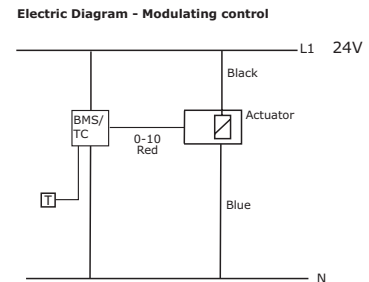 Electric Diagram - Modulating control
L1 24V
Black
BMS/
TC
Actuator
0-10
Red
T
Blue
N